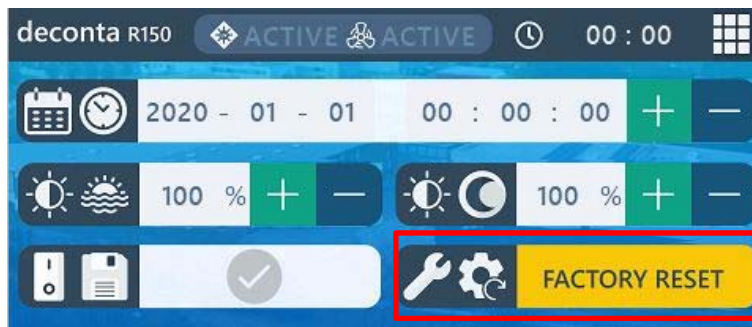 deconta R150 ACTIVE ACTIVE 00 : 00
2020 - 01 - 01 00 : 00 : 00 + −
100 % + − 100 % + −
FACTORY RESET